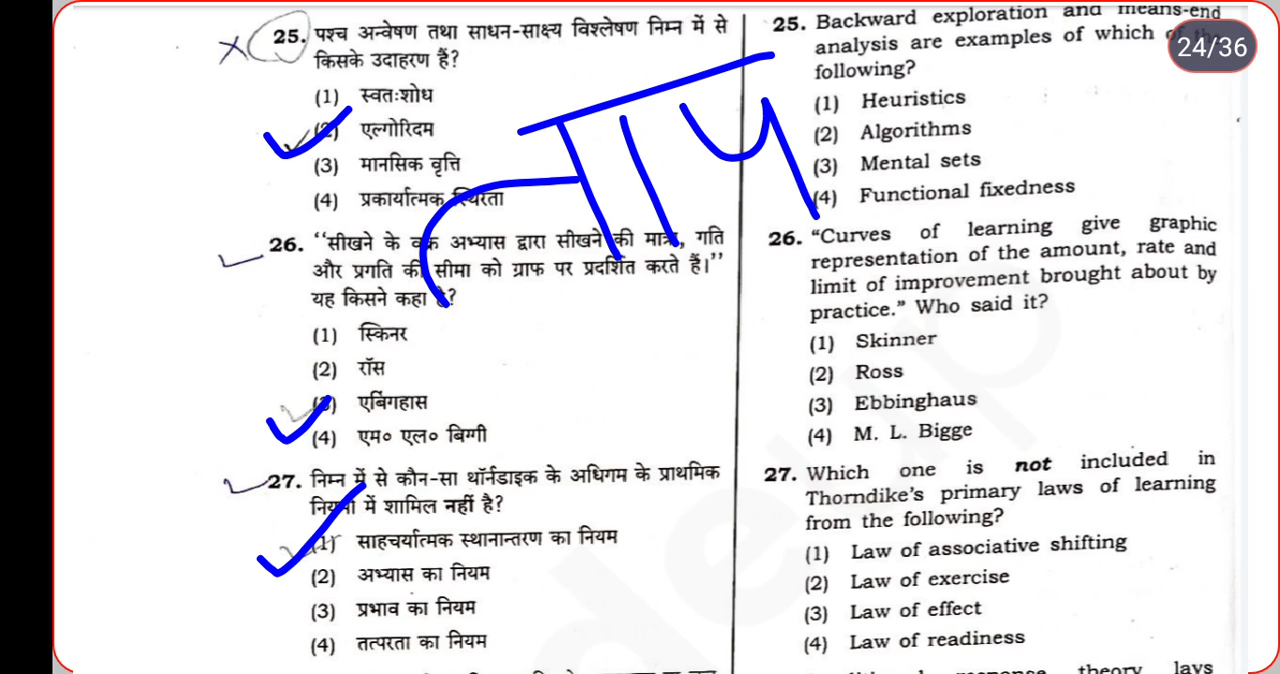 25. पश्च अन्वेषण तथा साधन-साक्ष्य विश्लेषण निम्न में से
किसके उदाहरण हैं?
(1) स्वतःशोध
(2) एल्गोरिदम
(3) मानसिक वृत्ति
(4) प्रकार्यात्मक स्थिरता
26. ‘‘सीखने के वक्र अभ्यास द्वारा सीखने की मात्रा, गति
और प्रगति की सीमा को ग्राफ पर प्रदर्शित करते हैं।’’
यह किसने कहा है?
(1) स्किनर
(2) रॉस
(3) एबिंगहास
(4) एम० एल० बिग्गी
27. निम्न में से कौन-सा थॉर्नडाइक के अधिगम के प्राथमिक
नियमों में शामिल नहीं है?
(1) साहचर्यात्मक स्थानान्तरण का नियम
(2) अभ्यास का नियम
(3) प्रभाव का नियम
(4) तत्परता का नियम
25. Backward exploration and means-end
analysis are examples of which of the
following?
(1) Heuristics
(2) Algorithms
(3) Mental sets
(4) Functional fixedness
26. “Curves of learning give graphic
representation of the amount, rate and
limit of improvement brought about by
practice.” Who said it?
(1) Skinner
(2) Ross
(3) Ebbinghaus
(4) M. L. Bigge
27. Which one is not included in
Thorndike’s primary laws of learning
from the following?
(1) Law of associative shifting
(2) Law of exercise
(3) Law of effect
(4) Law of readiness
theory lays
24/36